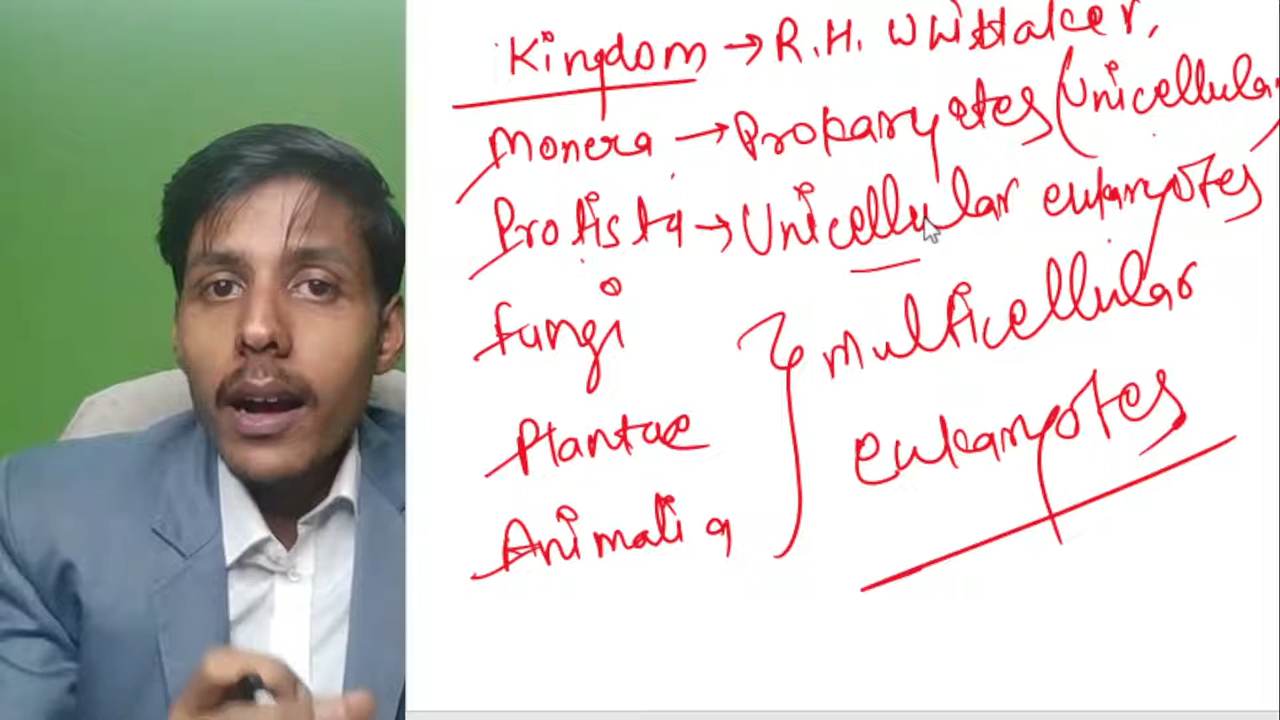 Kingdom → R.H. Whittaker,
Monera → Prokaryotes (Unicellular
Protista → Unicellular eukaryotes
fungi
Plantae
Animalia
} multicellular
eukaryotes